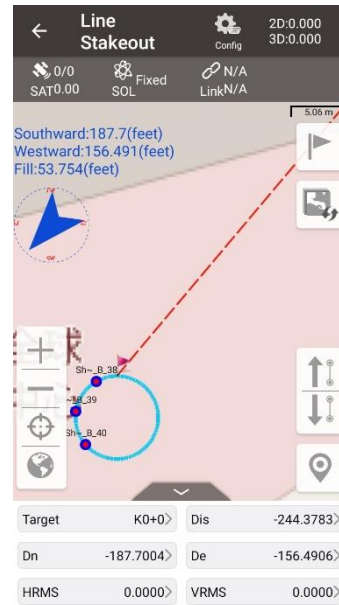 Line
Stakeout
Config
2D:0.000
3D:0.000
0/0
SAT0.00
Fixed
SOL
N/A
LinkN/A
5.06 m
Southward:187.7(feet)
Westward:156.491(feet)
Fill:53.754(feet)
球
Sh~_B_38
_B_39
Sh~_B_40
Target K0+0
Dis -244.3783
Dn -187.7004
De -156.4906
HRMS 0.0000
VRMS 0.0000